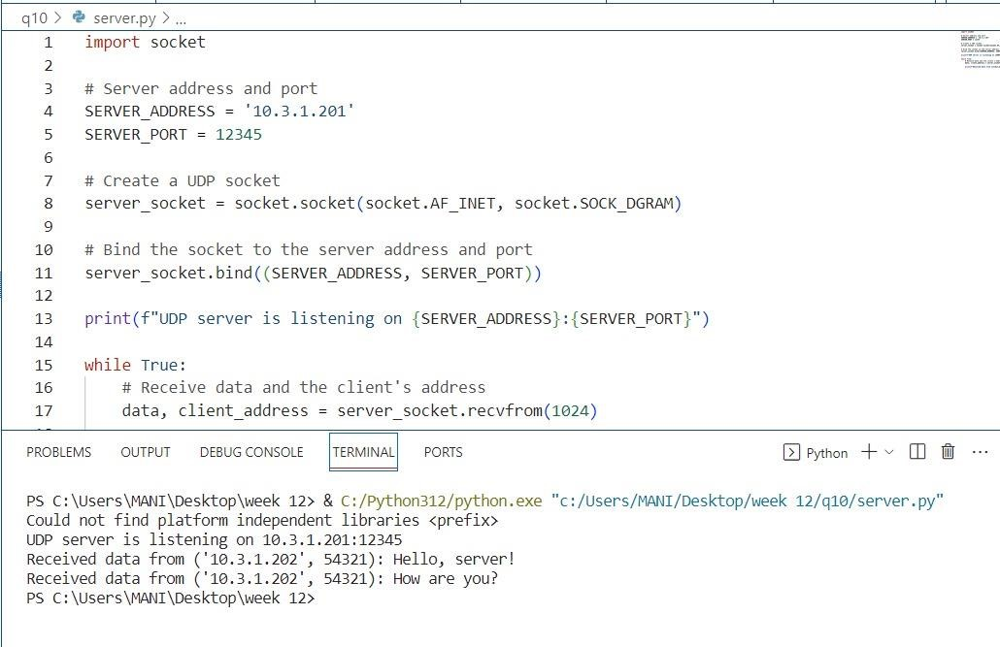 q10 > server.py > ...
1 import socket
2
3 # Server address and port
4 SERVER_ADDRESS = '10.3.1.201'
5 SERVER_PORT = 12345
6
7 # Create a UDP socket
8 server_socket = socket.socket(socket.AF_INET, socket.SOCK_DGRAM)
9
10 # Bind the socket to the server address and port
11 server_socket.bind((SERVER_ADDRESS, SERVER_PORT))
12
13 print(f"UDP server is listening on {SERVER_ADDRESS}:{SERVER_PORT}")
14
15 while True:
16 # Receive data and the client's address
17 data, client_address = server_socket.recvfrom(1024)
PROBLEMS OUTPUT DEBUG CONSOLE TERMINAL PORTS Python
PS C:\Users\MANI\Desktop\week 12> & C:/Python312/python.exe "c:/Users/MANI/Desktop/week 12/q10/server.py"
Could not find platform independent libraries <prefix>
UDP server is listening on 10.3.1.201:12345
Received data from ('10.3.1.202', 54321): Hello, server!
Received data from ('10.3.1.202', 54321): How are you?
PS C:\Users\MANI\Desktop\week 12>